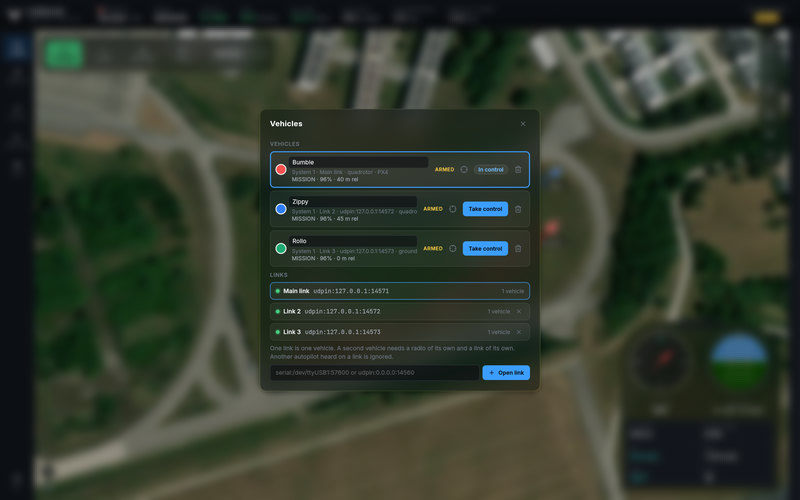 Vehicles
VEHICLES
Bumble
ARMED
In control
System 1 · Main link · quadrotor · PX4
MISSION · 96% · 40 m rel
Zippy
ARMED
Take control
System 1 · Link 2 · udpin:127.0.0.1:14572 · quadro
MISSION · 96% · 45 m rel
Rollo
ARMED
Take control
System 1 · Link 3 · udpin:127.0.0.1:14573 · ground
MISSION · 96% · 0 m rel
LINKS
Main link udpin:127.0.0.1:14571 1 vehicle
Link 2 udpin:127.0.0.1:14572 1 vehicle
Link 3 udpin:127.0.0.1:14573 1 vehicle
One link is one vehicle. A second vehicle needs a radio of its own and a link of its own.
Another autopilot heard on a link is ignored.
serial:/dev/ttyUSB1:57600 or udpin:0.0.0.0:14560
+ Open link